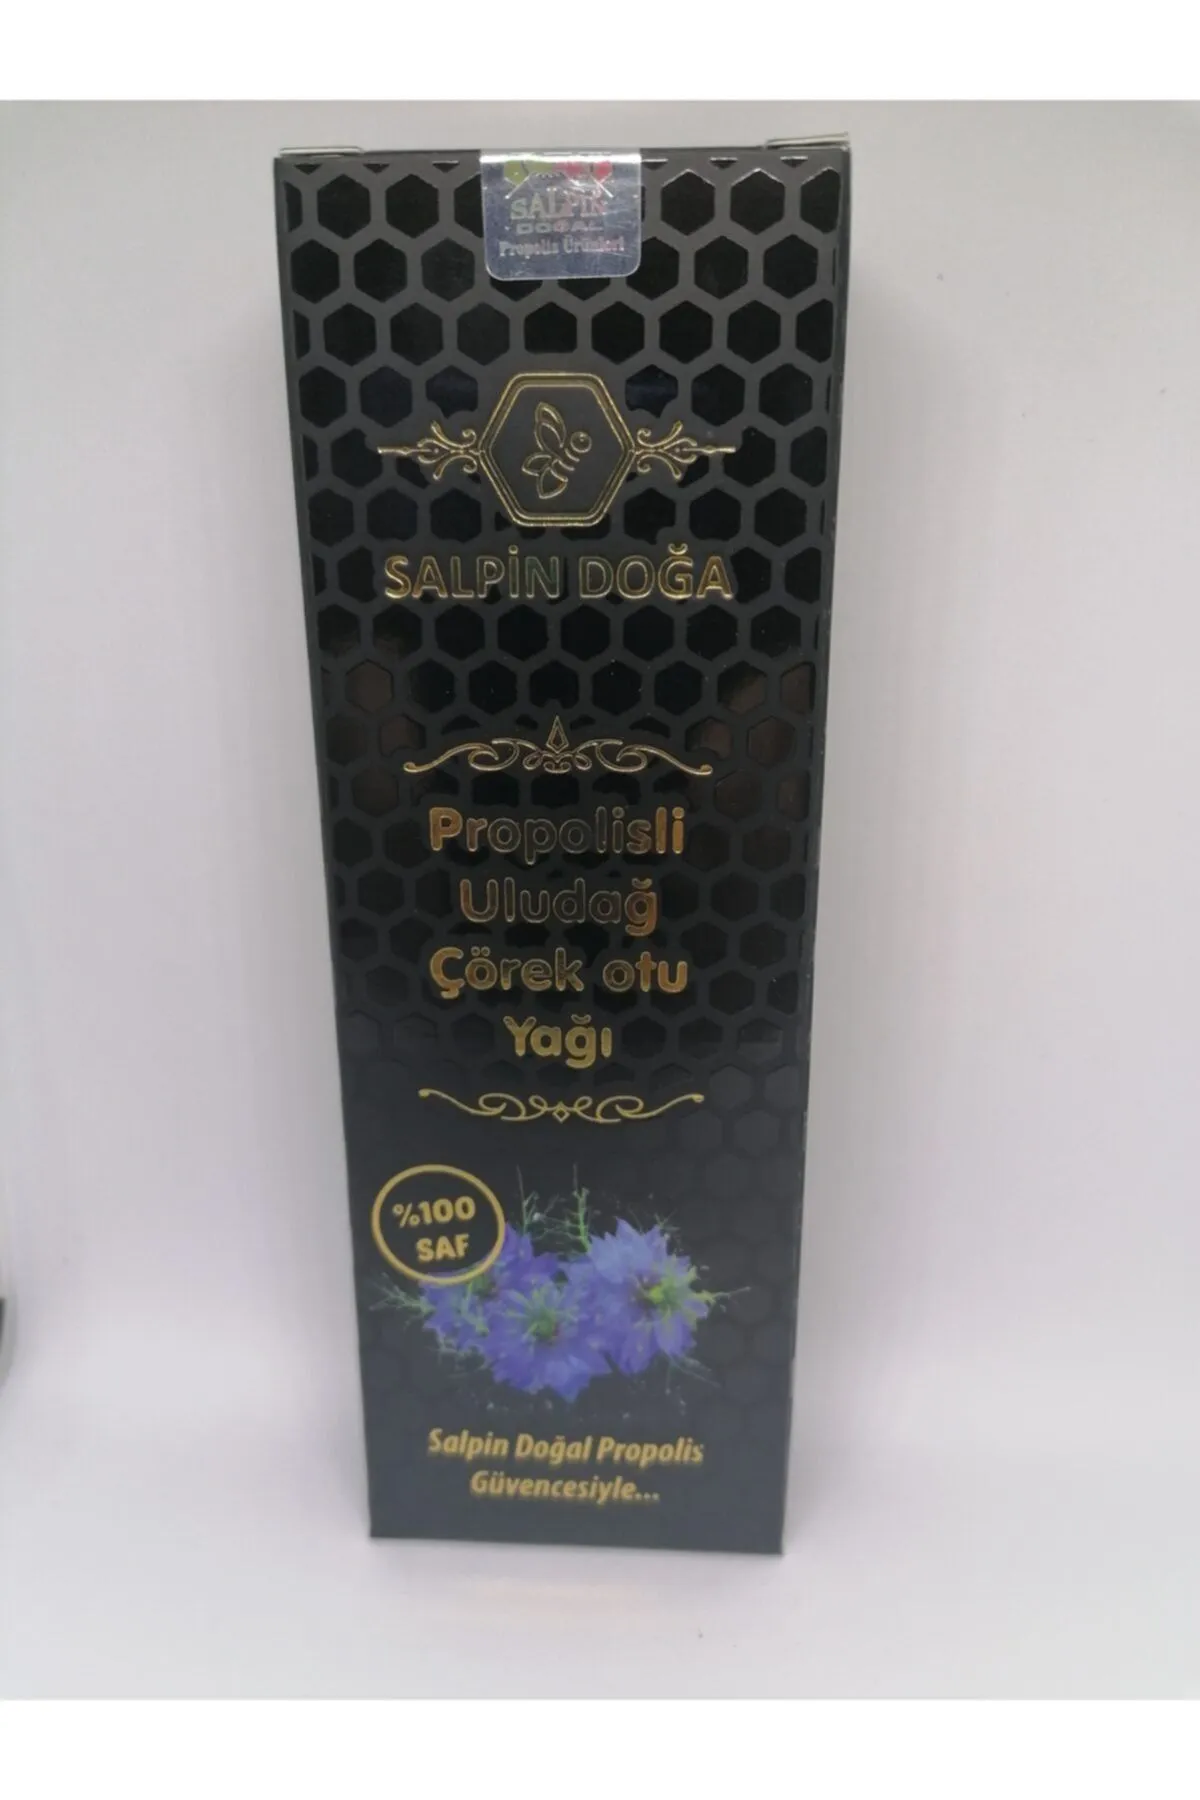 SALPİN
DOĞAL
Propolis Ürünleri
SALPİN DOĞA
Propolisli
Uludağ
Çörek otu
Yağı
%100
SAF
Salpin Doğal Propolis
Güvencesiyle...